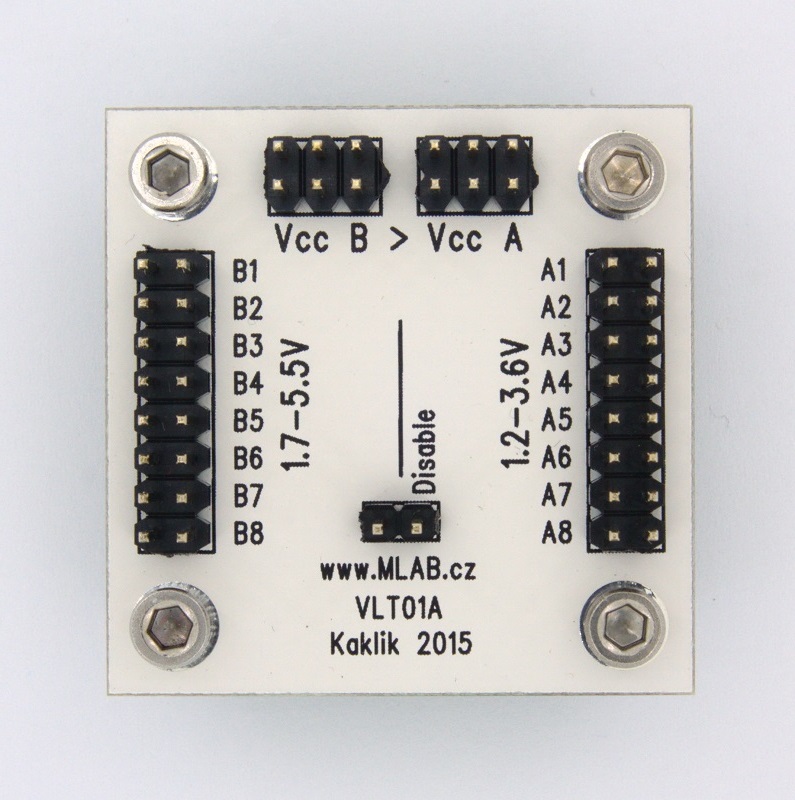 Vcc B > Vcc A
B1
B2
B3
B4
B5
B6
B7
B8
1.7-5.5V
Disable
1.2-3.6V
A1
A2
A3
A4
A5
A6
A7
A8
www.MLAB.cz
VLT01A
Kaklik 2015